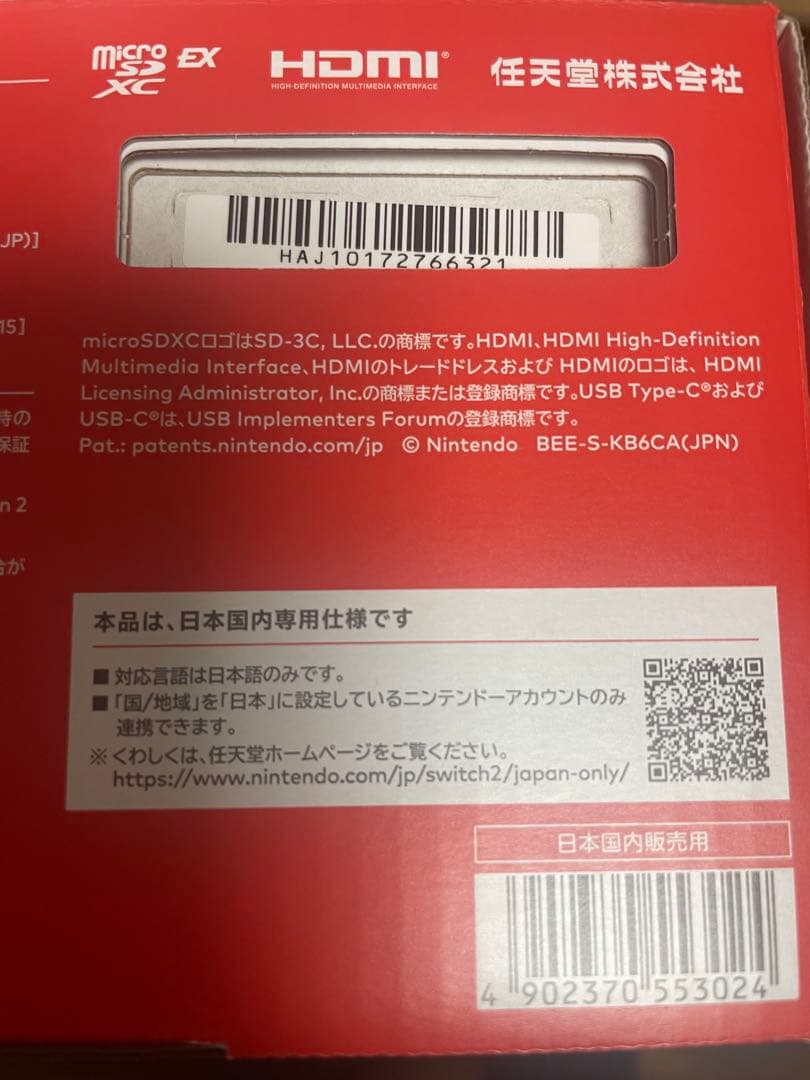 micro SD XC EX
HDMI®
HIGH-DEFINITION MULTIMEDIA INTERFACE
任天堂株式会社
HAJ10172766321
JP)]
15]
時の
保証
n 2
合が
microSDXCロゴはSD-3C, LLC.の商標です。HDMI、HDMI High-Definition
Multimedia Interface、HDMIのトレードドレスおよび HDMIのロゴは、HDMI
Licensing Administrator, Inc.の商標または登録商標です。USB Type-C®および
USB-C®は、USB Implementers Forumの登録商標です。
Pat.: patents.nintendo.com/jp © Nintendo BEE-S-KB6CA(JPN)
本品は、日本国内専用仕様です
■ 対応言語は日本語のみです。
■ 「国/地域」を「日本」に設定しているニンテンドーアカウントのみ
連携できます。
※ くわしくは、任天堂ホームページをご覧ください。
https://www.nintendo.com/jp/switch2/japan-only/
日本国内販売用
4 902370 553024